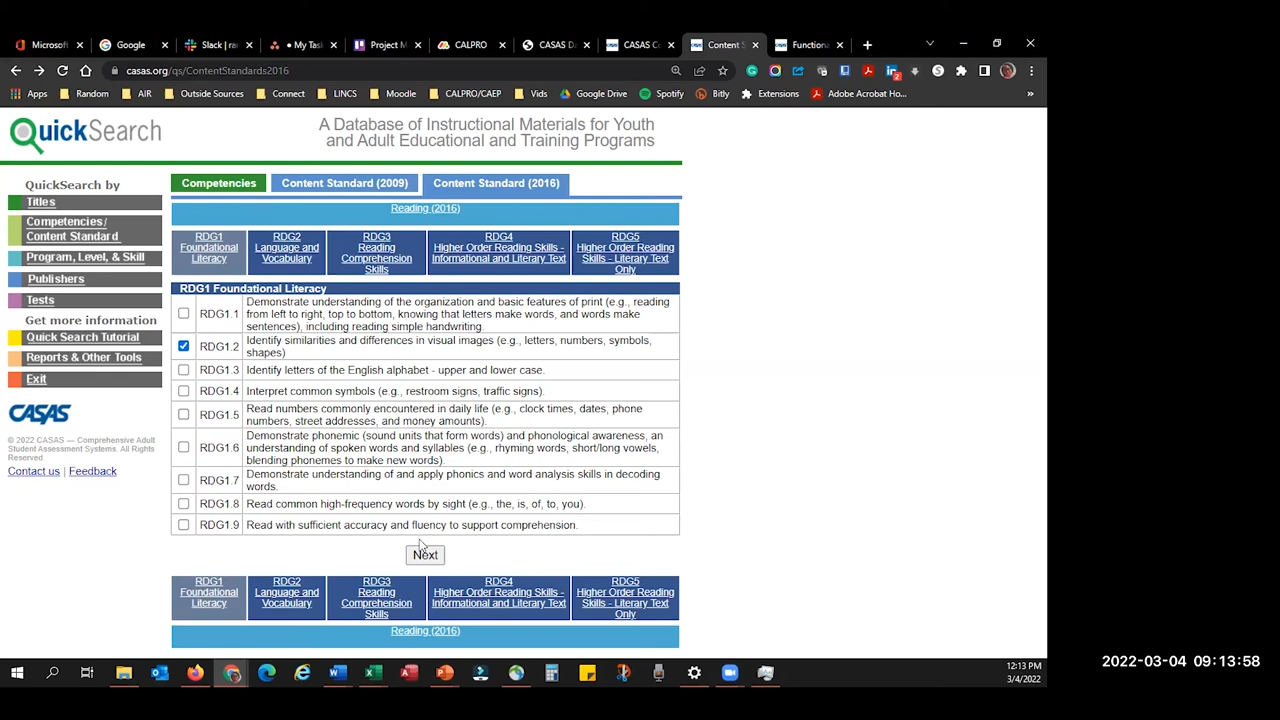 Microsoft
Google
Slack | ra
• My Tas
Project M
CALPRO
CASAS D
CASAS Co
Content S
Functiona
casas.org/qs/ContentStandards2016
Apps
Random
AIR
Outside Sources
Connect
LINCS
Moodle
CALPRO/CAEP
Vids
Google Drive
Spotify
Bitly
Extensions
Adobe Acrobat Ho...
»
QuickSearch
A Database of Instructional Materials for Youth
and Adult Educational and Training Programs
QuickSearch by
Titles
Competencies/
Content Standard
Program, Level, & Skill
Publishers
Tests
Get more information
Quick Search Tutorial
Reports & Other Tools
Exit
CASAS
© 2022 CASAS — Comprehensive Adult
Student Assessment Systems. All Rights
Reserved.
Contact us | Feedback
Competencies
Content Standard (2009)
Content Standard (2016)
Reading (2016)
RDG1
Foundational
Literacy
RDG2
Language and
Vocabulary
RDG3
Reading
Comprehension
Skills
RDG4
Higher Order Reading Skills -
Informational and Literary Text
RDG5
Higher Order Reading
Skills - Literary Text
Only
RDG1 Foundational Literacy
RDG1.1
Demonstrate understanding of the organization and basic features of print (e.g., reading
from left to right, top to bottom, knowing that letters make words, and words make
sentences), including reading simple handwriting.
RDG1.2
Identify similarities and differences in visual images (e.g., letters, numbers, symbols,
shapes)
RDG1.3
Identify letters of the English alphabet - upper and lower case.
RDG1.4
Interpret common symbols (e.g., restroom signs, traffic signs).
RDG1.5
Read numbers commonly encountered in daily life (e.g., clock times, dates, phone
numbers, street addresses, and money amounts).
RDG1.6
Demonstrate phonemic (sound units that form words) and phonological awareness, an
understanding of spoken words and syllables (e.g., rhyming words, short/long vowels,
blending phonemes to make new words).
RDG1.7
Demonstrate understanding of and apply phonics and word analysis skills in decoding
words.
RDG1.8
Read common high-frequency words by sight (e.g., the, is, of, to, you).
RDG1.9
Read with sufficient accuracy and fluency to support comprehension.
Next
RDG1
Foundational
Literacy
RDG2
Language and
Vocabulary
RDG3
Reading
Comprehension
Skills
RDG4
Higher Order Reading Skills -
Informational and Literary Text
RDG5
Higher Order Reading
Skills - Literary Text
Only
Reading (2016)
12:13 PM
3/4/2022
2022-03-04 09:13:58